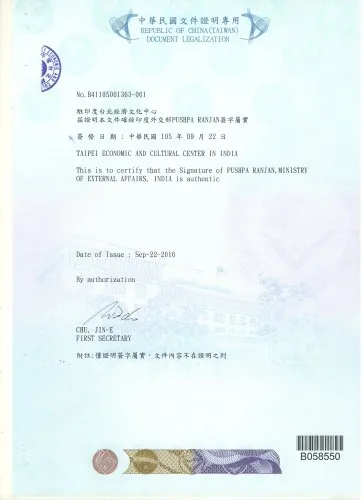 中華民國文件證明專用
REPUBLIC OF CHINA(TAIWAN)
DOCUMENT LEGALIZATION
No.B41105001363-001
駐印度台北經濟文化中心
茲證明本文件確經印度外交部PUSHPA RANJAN簽字屬實
簽發日期:中華民國 105 年 09 月 22 日
TAIPEI ECONOMIC AND CULTURAL CENTER IN INDIA
This is to certify that the Signature of PUSHPA RANJAN,MINISTRY
OF EXTERNAL AFFAIRS, INDIA is authentic
Date of Issue : Sep-22-2016
By authorization
CHU, JIN-E
FIRST SECRETARY
附註:僅證明簽字屬實,文件內容不在證明之列
B058550